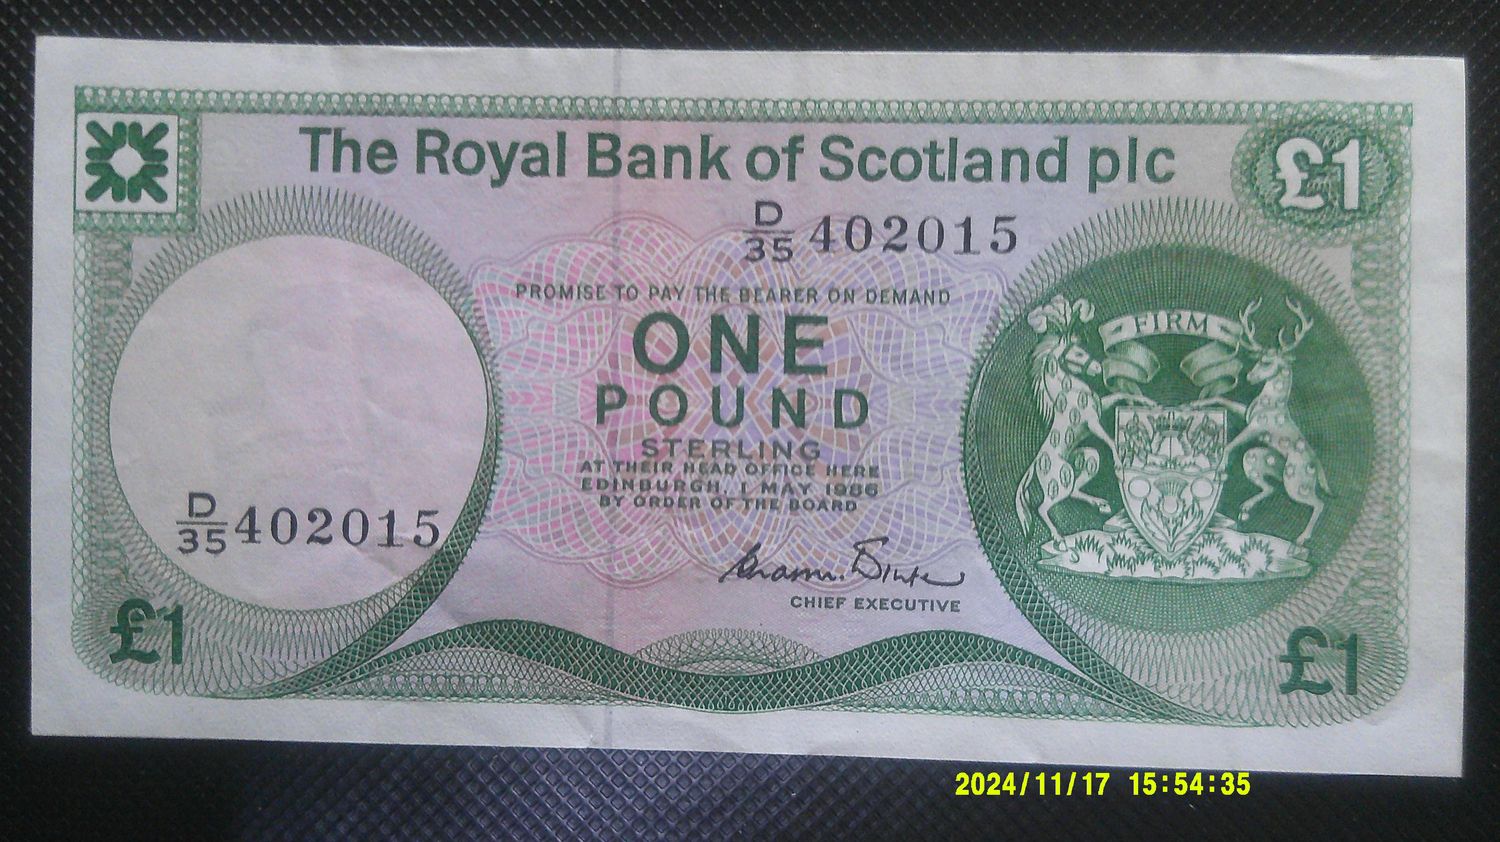 The Royal Bank of Scotland plc
£1
D/35 402015
PROMISE TO PAY THE BEARER ON DEMAND
ONE
POUND
STERLING
AT THEIR HEAD OFFICE HERE
EDINBURGH, 1 MAY 1986
BY ORDER OF THE BOARD
FIRM
D/35 402015
CHIEF EXECUTIVE
£1
£1
2024/11/17 15:54:35